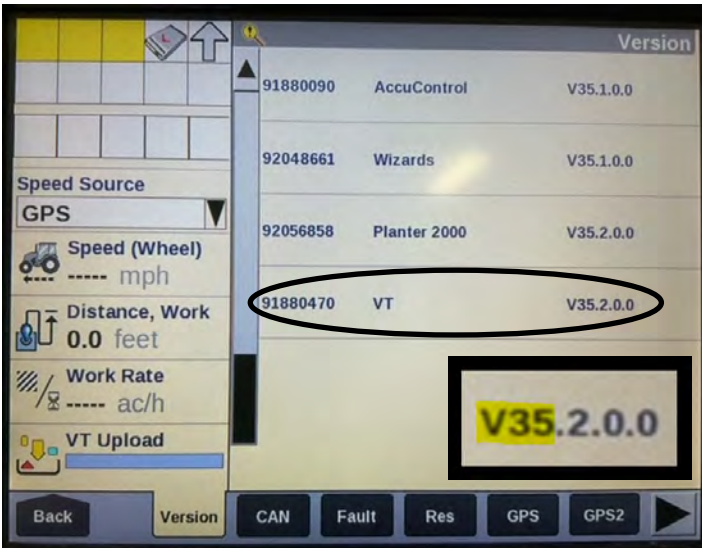 Version
91880090 AccuControl V35.1.0.0
92048661 Wizards V35.1.0.0
Speed Source
GPS
92056858 Planter 2000 V35.2.0.0
Speed (Wheel)
----- mph
91880470 VT V35.2.0.0
Distance, Work
0.0 feet
Work Rate
----- ac/h
V35.2.0.0
VT Upload
Back Version CAN Fault Res GPS GPS2